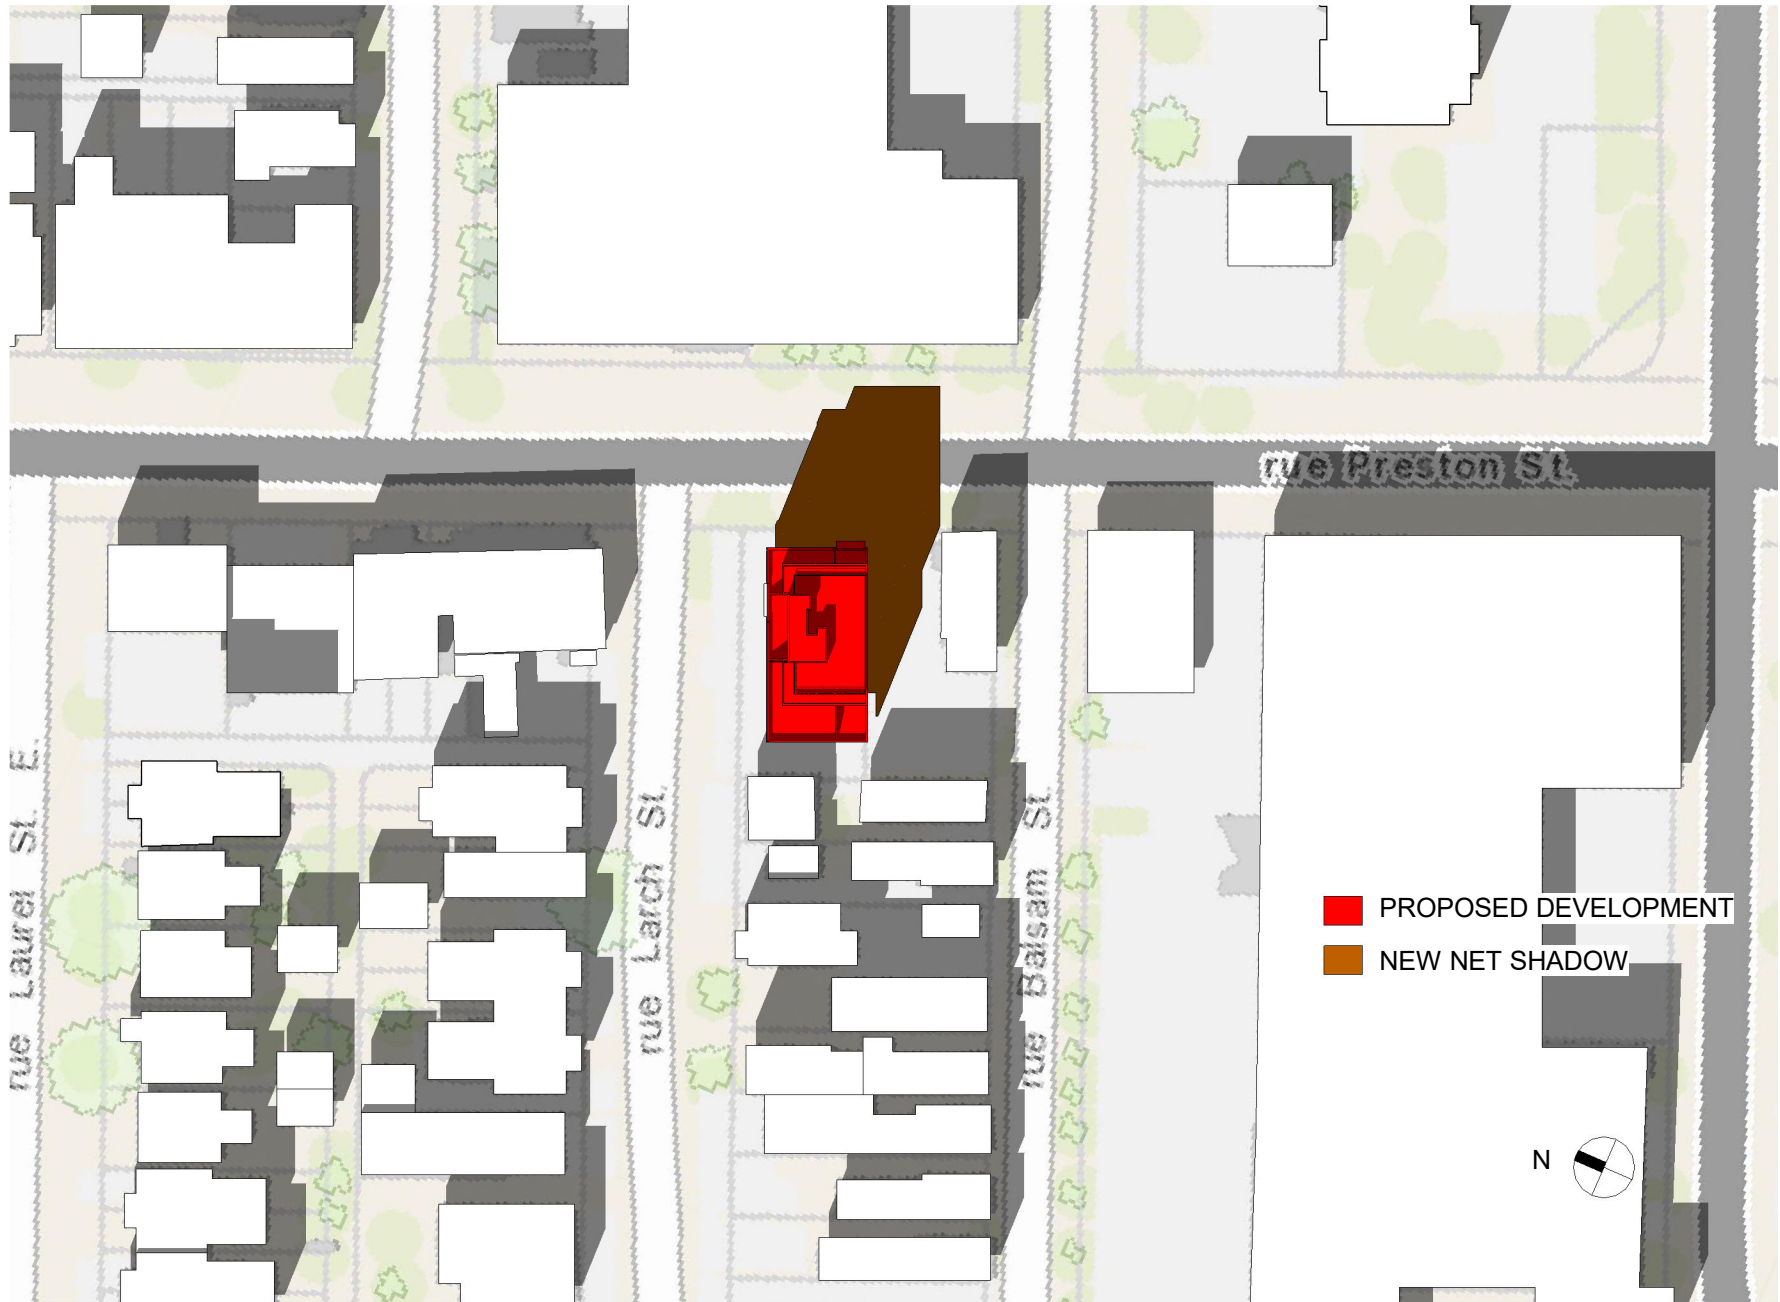 rue Preston St.
rue Laurel St. E.
rue Larch St.
rue Balsam St.
PROPOSED DEVELOPMENT
NEW NET SHADOW
N